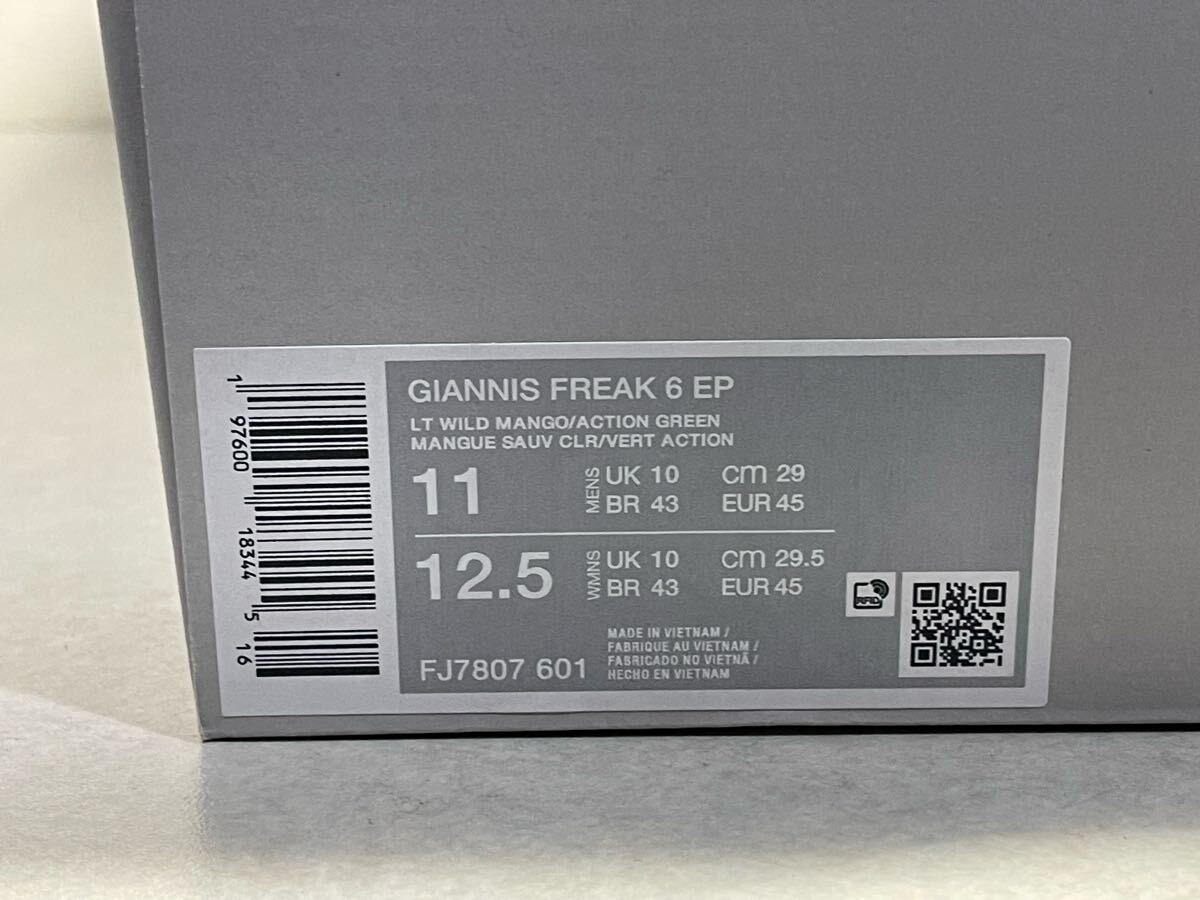 GIANNIS FREAK 6 EP
LT WILD MANGO/ACTION GREEN
MANGUE SAUV CLR/VERT ACTION
11 MENS UK 10 CM 29
BR 43 EUR 45
12.5 WMNS UK 10 CM 29.5
BR 43 EUR 45
FJ7807 601
MADE IN VIETNAM /
FABRIQUE AU VIETNAM /
FABRICADO NO VIETNÃ /
HECHO EN VIETNAM
1 97600 18344 5 16